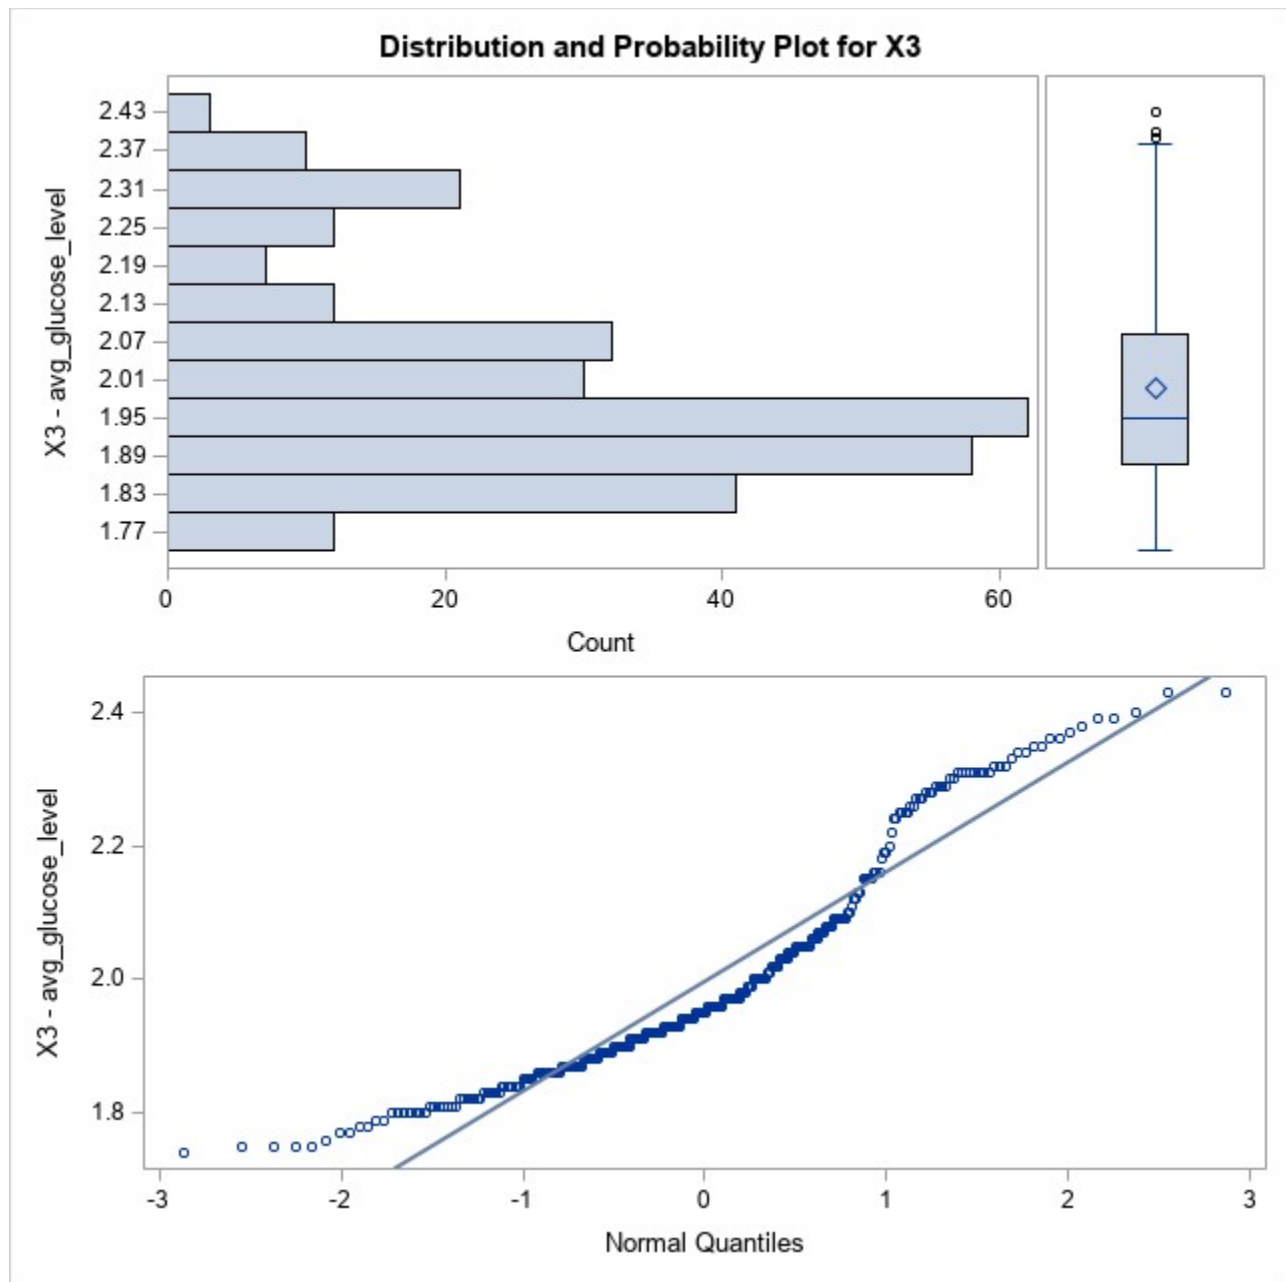 Distribution and Probability Plot for X3
X3 - avg_glucose_level
2.43
2.37
2.31
2.25
2.19
2.13
2.07
2.01
1.95
1.89
1.83
1.77
0 20 40 60
Count
X3 - avg_glucose_level
2.4
2.2
2.0
1.8
-3 -2 -1 0 1 2 3
Normal Quantiles